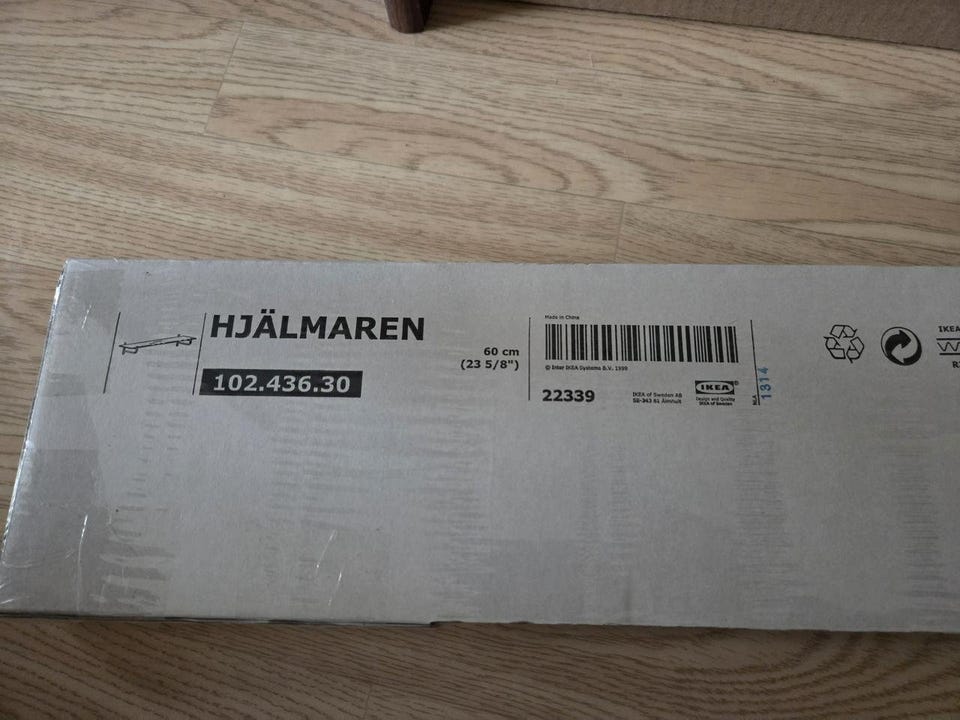 HJÄLMAREN
102.436.30
60 cm
(23 5/8")
Made in China
© Inter IKEA Systems B.V. 1999
22339
IKEA of Sweden AB
SE-343 81 Älmhult
IKEA®
Design and Quality
IKEA of Sweden
1314
IKEA